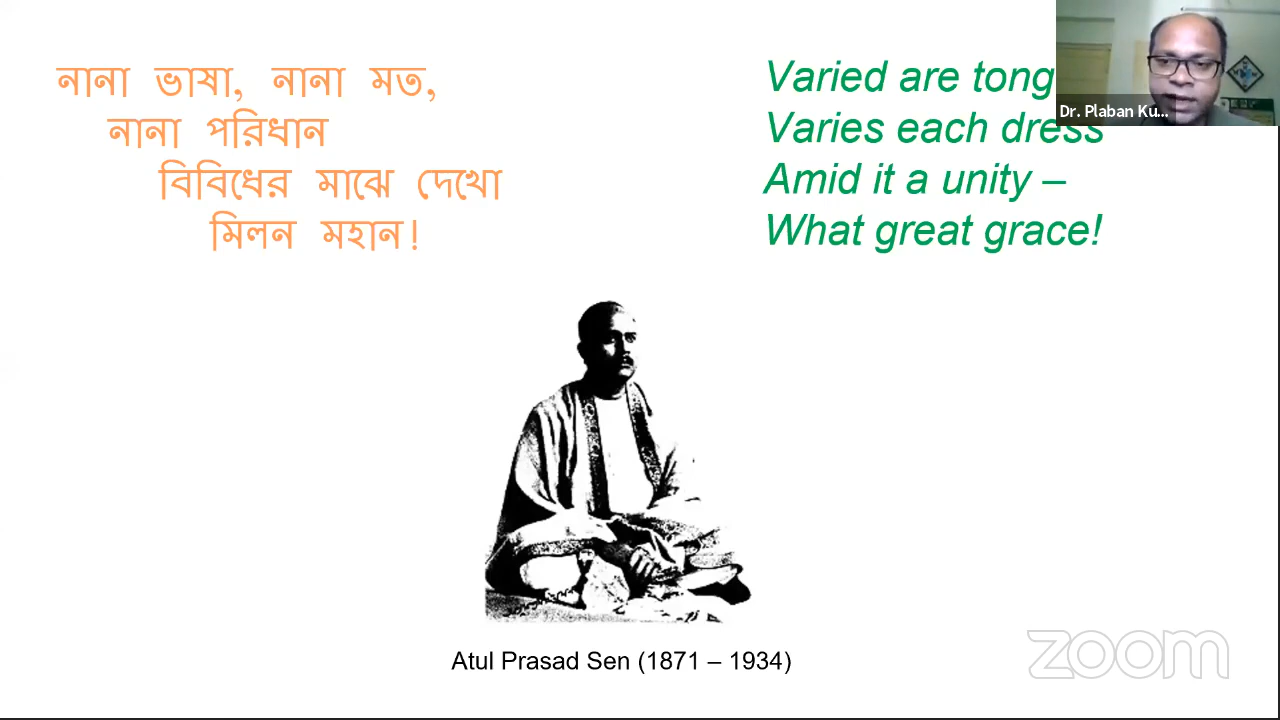 নানা ভাষা, নানা মত,
নানা পরিধান
বিবিধের মাঝে দেখো
মিলন মহান!
Varied are
Varies each dress
Amid it a unity –
What great grace!
Dr. Plaban Ku...
Atul Prasad Sen (1871 – 1934)
zoom